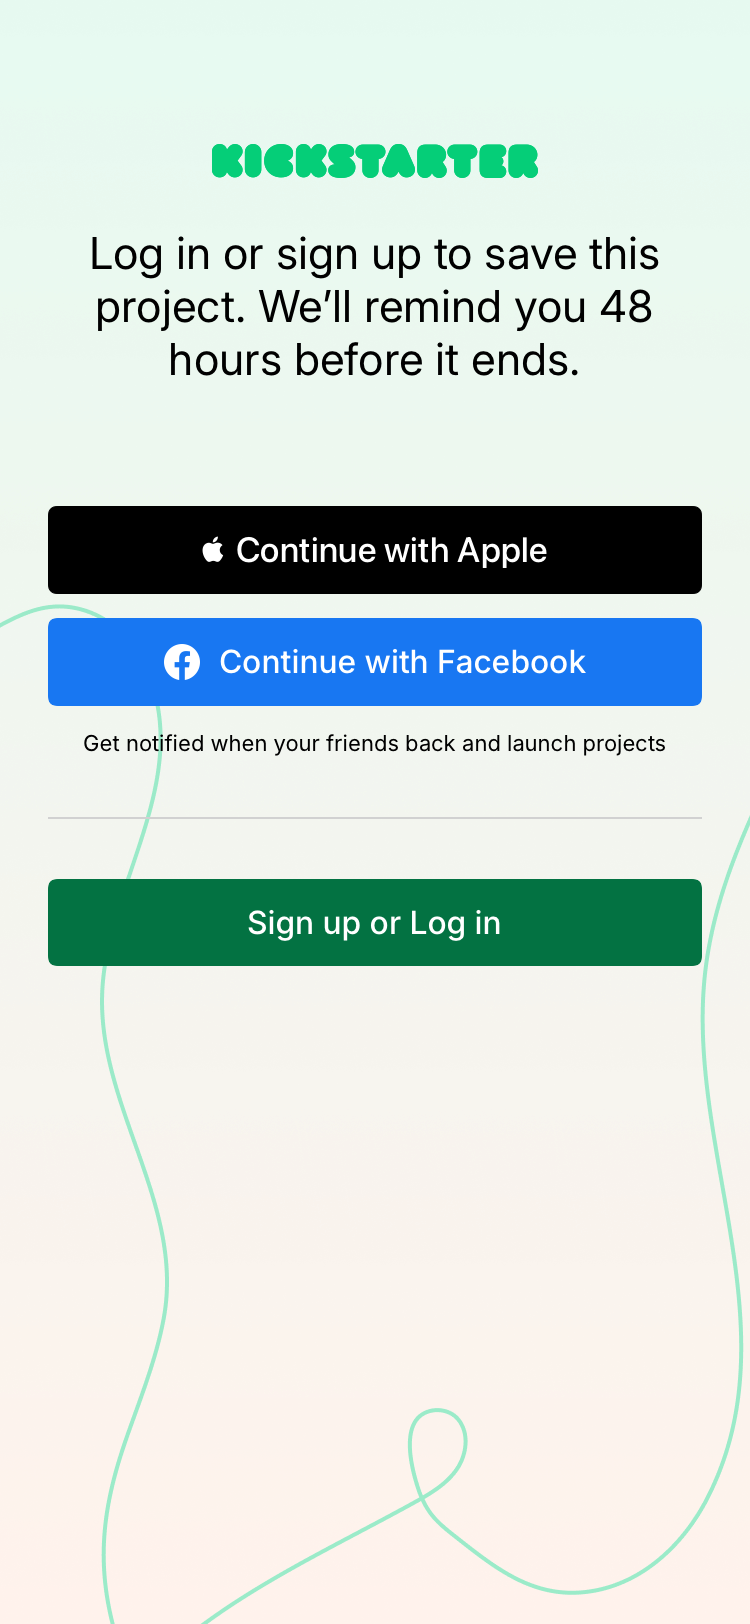 KICKSTARTER
Log in or sign up to save this
project. We’ll remind you 48
hours before it ends.
Continue with Apple
Continue with Facebook
Get notified when your friends back and launch projects
Sign up or Log in